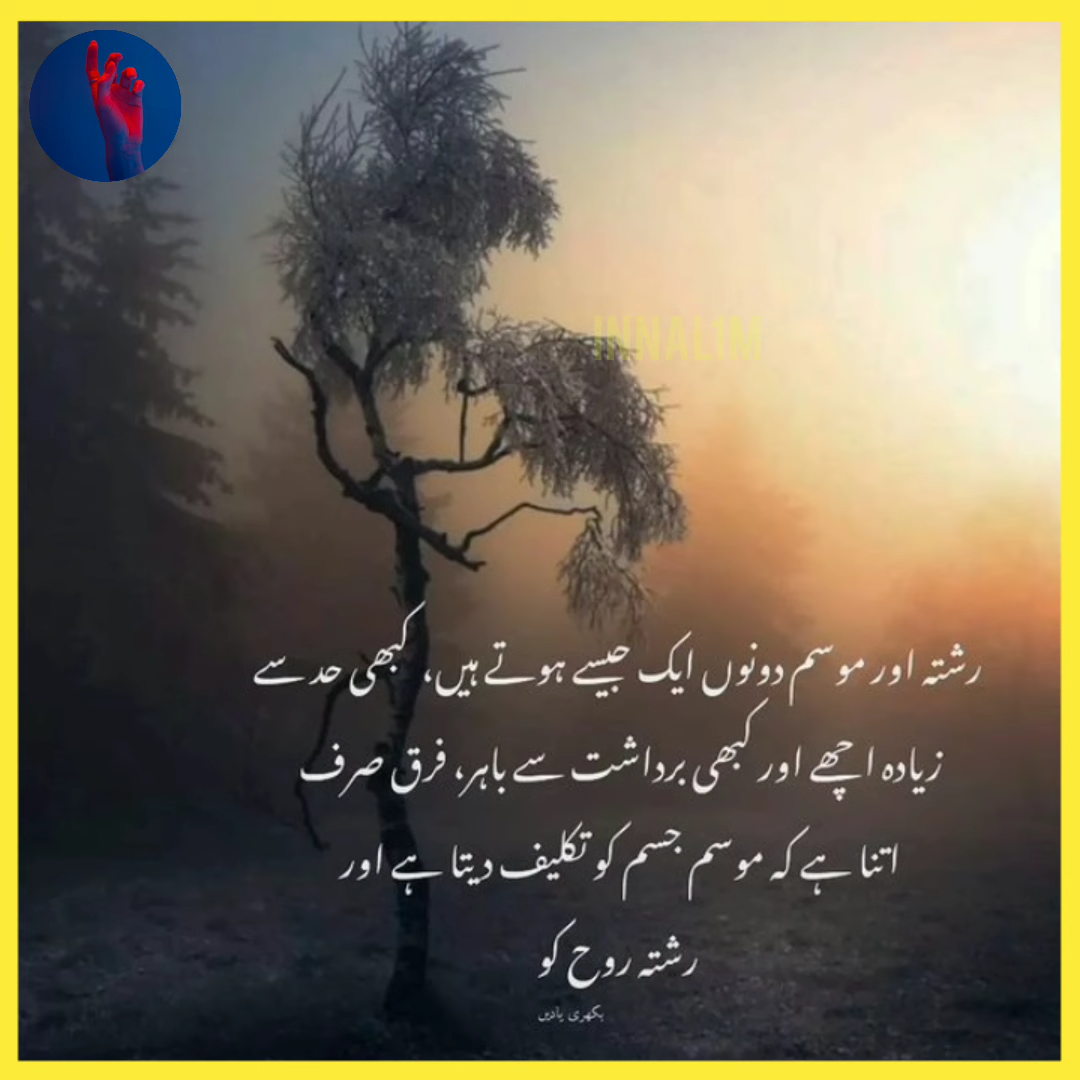 INNAL1M
رشتہ اور موسم دونوں ایک جیسے ہوتے ہیں، کبھی حد سے
زیادہ اچھے اور کبھی برداشت سے باہر، فرق صرف
اتنا ہے کہ موسم جسم کو تکلیف دیتا ہے اور
رشتہ روح کو
بکھری یادیں